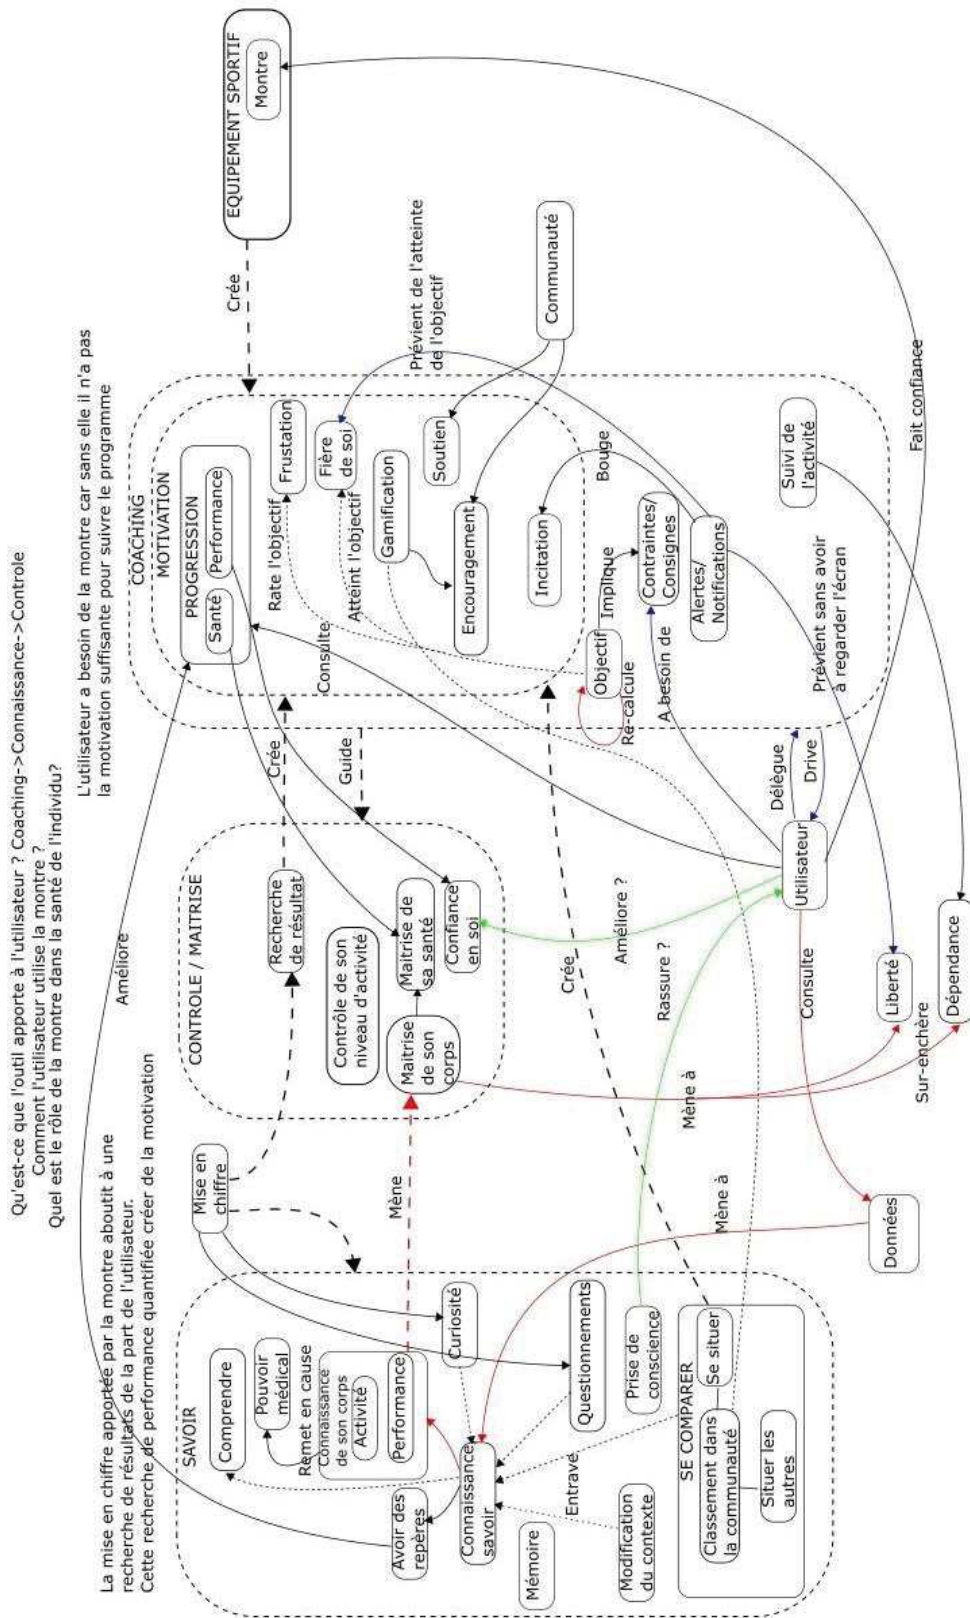 Qu'est-ce que l'outil apporte à l'utilisateur ? Coaching->Connaissance->Controle
Comment l'utilisateur utilise la montre ?
Quel est le rôle de la montre dans la santé de l'individu?
La mise en chiffre apportée par la montre aboutit à une
recherche de résultats de la part de l'utilisateur.
Cette recherche de performance quantifiée créer de la motivation
L'utilisateur a besoin de la montre car sans elle il n'a pas
la motivation suffisante pour suivre le programme
Améliore
SAVOIR
Comprendre
Pouvoir
médical
Remet en cause
Connaissance
de son corps
Activité
Performance
Avoir des
repères
Connaissance
savoir
Curiosité
Mémoire
Entrave
Questionnements
Modification
du contexte
Prise de
conscience
SE COMPARER
Classement dans
la communauté
Se situer
Situer les
autres
Mise en
chiffre
Mène
Mène à
Données
CONTROLE / MAITRISE
Recherche
de résultat
Contrôle de son
niveau d'activité
Maitrise de
son
corps
Maitrise de
sa santé
Confiance
en soi
Mène à
Rassure ?
Améliore ?
Crée
Consulte
Liberté
Sur-enchère
Dépendance
Utilisateur
Délègue
Drive
Crée
Guide
COACHING
MOTIVATION
PROGRESSION
Santé
Performance
Consulte
Rate l'objectif
Atteint l'objectif
Frustation
Fière
de soi
Gamification
Soutien
Encouragement
Incitation
Bouge
Objectif
Implique
Ré-calcule
Contraintes/
Consignes
A besoin de
Alertes/
Notifications
Prévient sans avoir
à regarder l'écran
Suivi de
l'activité
Prévient de l'atteinte
de l'objectif
Communauté
Crée
EQUIPEMENT SPORTIF
Montre
Fait confiance